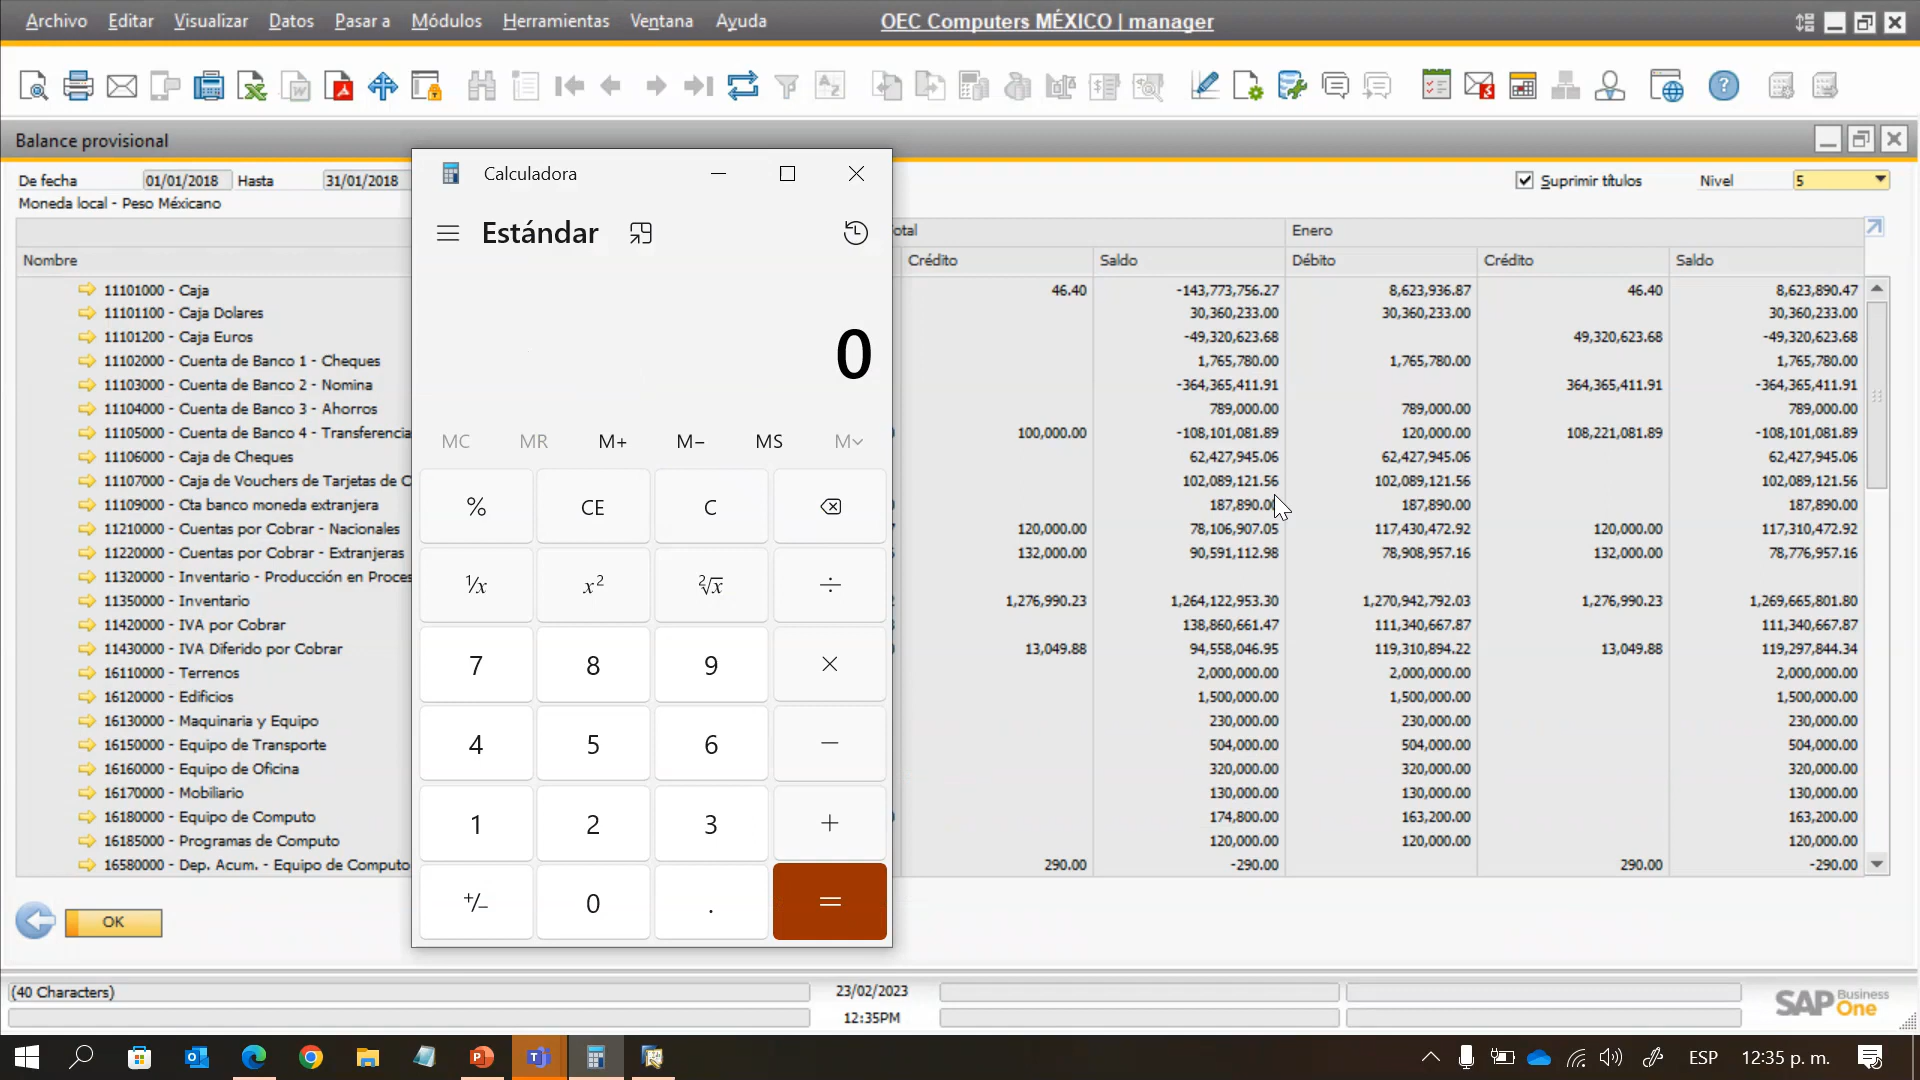 Archivo Editar Visualizar Datos Pasar a Módulos Herramientas Ventana Ayuda OEC Computers MÉXICO | manager
Balance provisional
De fecha 01/01/2018 Hasta 31/01/2018 Suprimir títulos Nivel 5
Moneda local - Peso Méxicano
Enero
Nombre Crédito Saldo Débito Crédito Saldo
11101000 - Caja 46.40 -143,773,756.27 8,623,936.87 46.40 8,623,890.47
11101100 - Caja Dolares 30,360,233.00 30,360,233.00 30,360,233.00
11101200 - Caja Euros -49,320,623.68 49,320,623.68 -49,320,623.68
11102000 - Cuenta de Banco 1 - Cheques 1,765,780.00 1,765,780.00 1,765,780.00
11103000 - Cuenta de Banco 2 - Nomina -364,365,411.91 364,365,411.91 -364,365,411.91
11104000 - Cuenta de Banco 3 - Ahorros 789,000.00 789,000.00 789,000.00
11105000 - Cuenta de Banco 4 - Transferencia 100,000.00 -108,101,081.89 120,000.00 108,221,081.89 -108,101,081.89
11106000 - Caja de Cheques 62,427,945.06 62,427,945.06 62,427,945.06
11107000 - Caja de Vouchers de Tarjetas de C 102,089,121.56 102,089,121.56 102,089,121.56
11109000 - Cta banco moneda extranjera 187,890.00 187,890.00 187,890.00
11210000 - Cuentas por Cobrar - Nacionales 120,000.00 78,106,907.05 117,430,472.92 120,000.00 117,310,472.92
11220000 - Cuentas por Cobrar - Extranjeras 132,000.00 90,591,112.98 78,908,957.16 132,000.00 78,776,957.16
11320000 - Inventario - Producción en Proces
11350000 - Inventario 1,276,990.23 1,264,122,953.30 1,270,942,792.03 1,276,990.23 1,269,665,801.80
11420000 - IVA por Cobrar 138,860,661.47 111,340,667.87 111,340,667.87
11430000 - IVA Diferido por Cobrar 13,049.88 94,558,046.95 119,310,894.22 13,049.88 119,297,844.34
16110000 - Terrenos 2,000,000.00 2,000,000.00 2,000,000.00
16120000 - Edificios 1,500,000.00 1,500,000.00 1,500,000.00
16130000 - Maquinaria y Equipo 230,000.00 230,000.00 230,000.00
16150000 - Equipo de Transporte 504,000.00 504,000.00 504,000.00
16160000 - Equipo de Oficina 320,000.00 320,000.00 320,000.00
16170000 - Mobiliario 130,000.00 130,000.00 130,000.00
16180000 - Equipo de Computo 174,800.00 163,200.00 163,200.00
16185000 - Programas de Computo 120,000.00 120,000.00 120,000.00
16580000 - Dep. Acum. - Equipo de Computo 290.00 -290.00 290.00 -290.00
OK
Calculadora
Estándar
0
MC MR M+ M− MS M
% CE C
¹⁄x x² ²√x ÷
7 8 9 ×
4 5 6 −
1 2 3 +
+/− 0 . =
(40 Characters) 23/02/2023
12:35PM
SAP Business One
ESP 12:35 p. m.